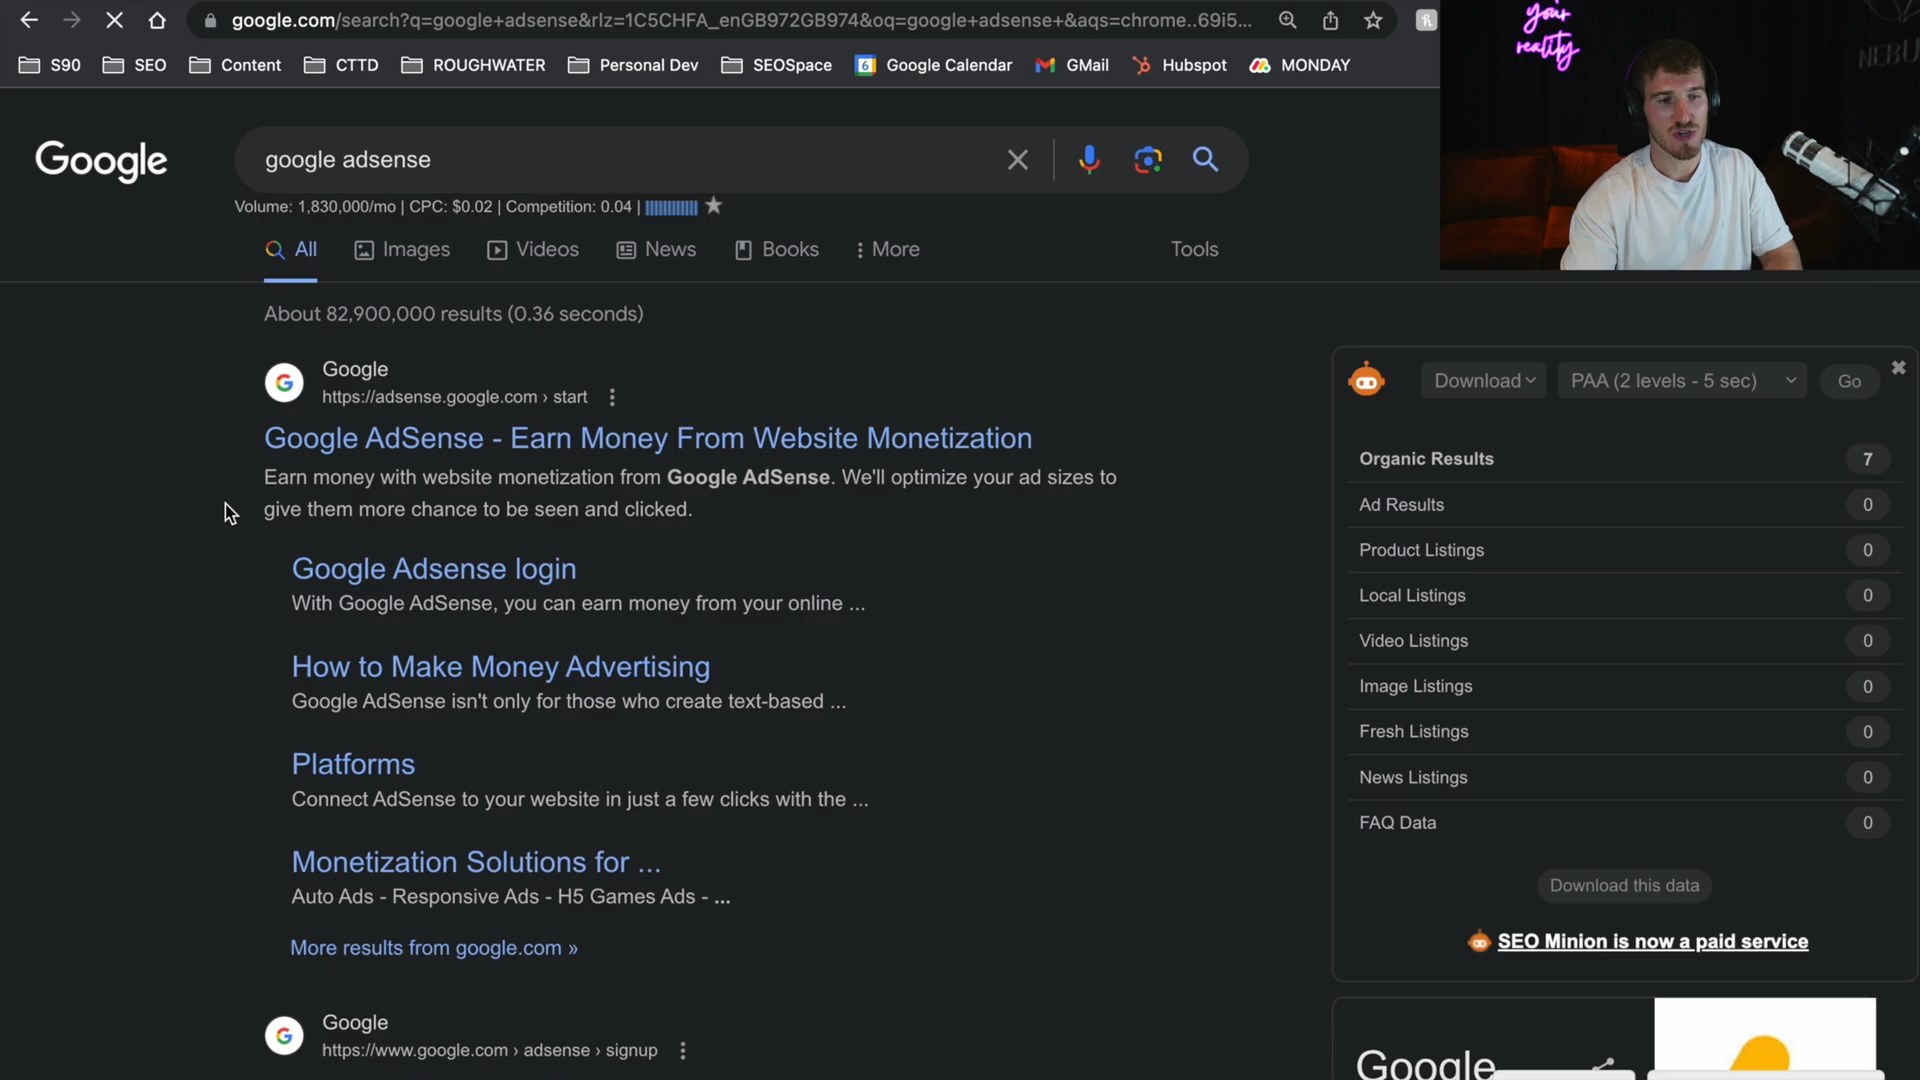 google.com/search?q=google+adsense&rlz=1C5CHFA_enGB972GB974&oq=google+adsense+&aqs=chrome..69i5...
S90
SEO
Content
CTTD
ROUGHWATER
Personal Dev
SEOSpace
6
Google Calendar
GMail
Hubspot
MONDAY
your
reality
NEBU
Google
google adsense
Volume: 1,830,000/mo | CPC: $0.02 | Competition: 0.04 |
All
Images
Videos
News
Books
More
Tools
About 82,900,000 results (0.36 seconds)
Google
https://adsense.google.com › start
Google AdSense - Earn Money From Website Monetization
Earn money with website monetization from Google AdSense. We'll optimize your ad sizes to
give them more chance to be seen and clicked.
Google Adsense login
With Google AdSense, you can earn money from your online ...
How to Make Money Advertising
Google AdSense isn't only for those who create text-based ...
Platforms
Connect AdSense to your website in just a few clicks with the ...
Monetization Solutions for ...
Auto Ads - Responsive Ads - H5 Games Ads - ...
More results from google.com »
Google
https://www.google.com › adsense › signup
Download
PAA (2 levels - 5 sec)
Go
Organic Results 7
Ad Results 0
Product Listings 0
Local Listings 0
Video Listings 0
Image Listings 0
Fresh Listings 0
News Listings 0
FAQ Data 0
Download this data
SEO Minion is now a paid service
Google